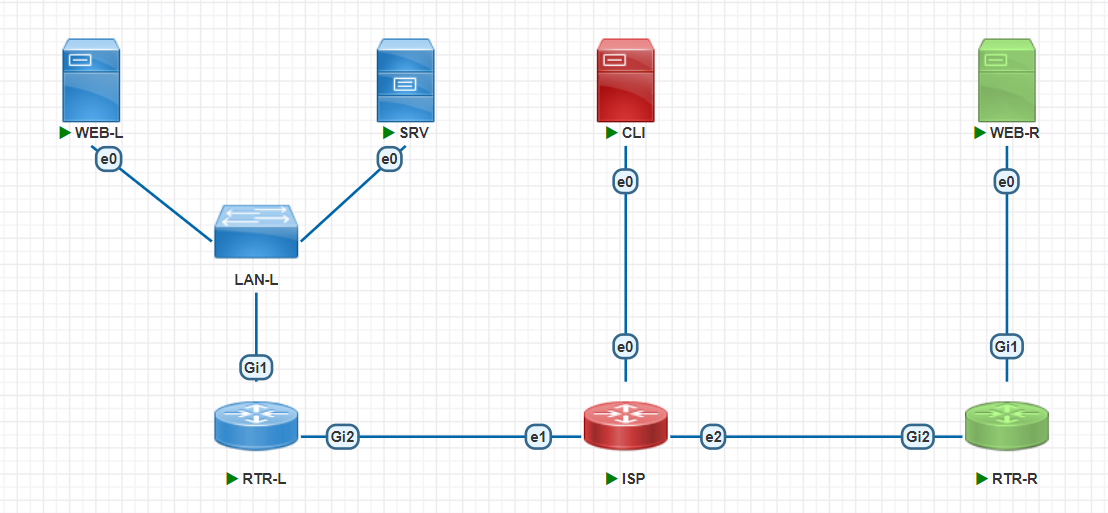 WEB-L
SRV
CLI
WEB-R
e0
e0
e0
e0
LAN-L
e0
Gi1
Gi1
Gi2
e1
e2
Gi2
RTR-L
ISP
RTR-R